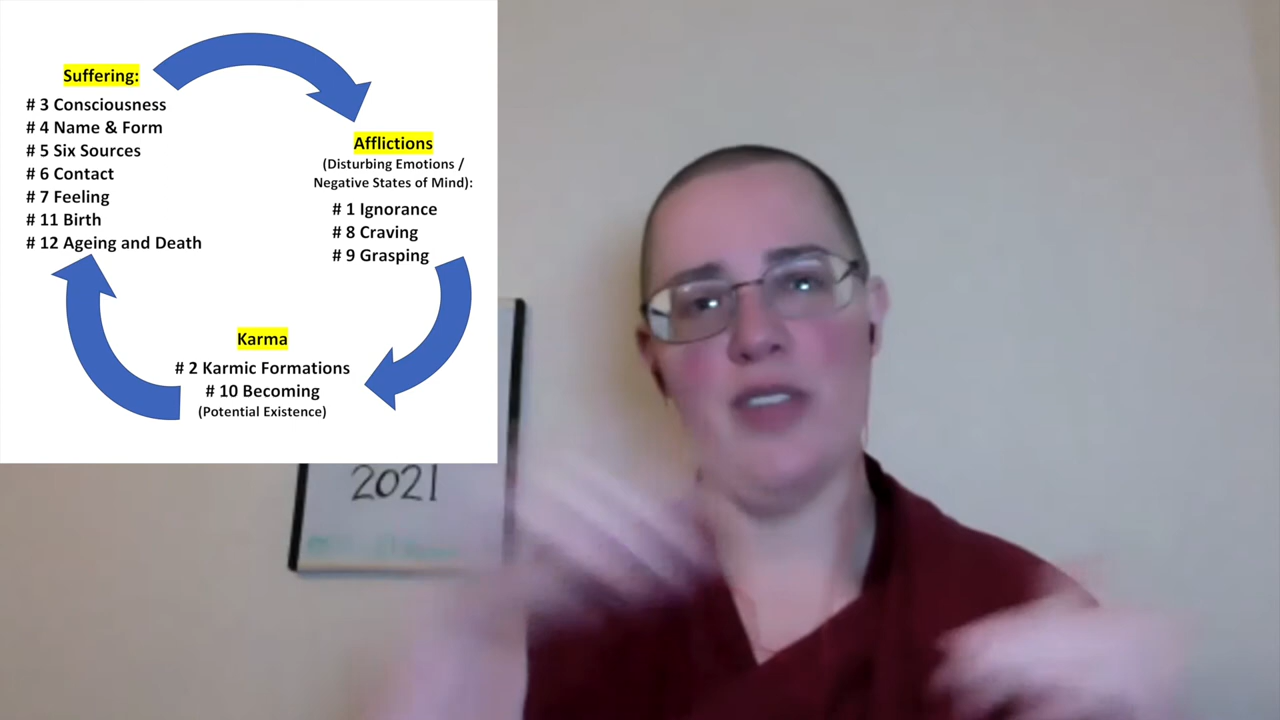 Suffering:
# 3 Consciousness
# 4 Name & Form
# 5 Six Sources
# 6 Contact
# 7 Feeling
# 11 Birth
# 12 Ageing and Death
Afflictions
(Disturbing Emotions /
Negative States of Mind):
# 1 Ignorance
# 8 Craving
# 9 Grasping
Karma
# 2 Karmic Formations
# 10 Becoming
(Potential Existence)
2021